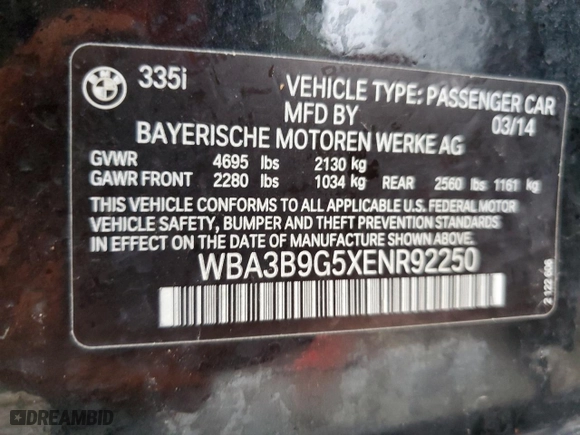 BMW
335i VEHICLE TYPE: PASSENGER CAR
MFD BY 03/14
BAYERISCHE MOTOREN WERKE AG
GVWR 4695 lbs 2130 kg
GAWR FRONT 2280 lbs 1034 kg REAR 2560 lbs 1161 kg
THIS VEHICLE CONFORMS TO ALL APPLICABLE U.S. FEDERAL MOTOR
VEHICLE SAFETY, BUMPER AND THEFT PREVENTION STANDARDS
IN EFFECT ON THE DATE OF MANUFACTURE SHOWN ABOVE.
WBA3B9G5XENR92250
2 122 606
DREAMBID